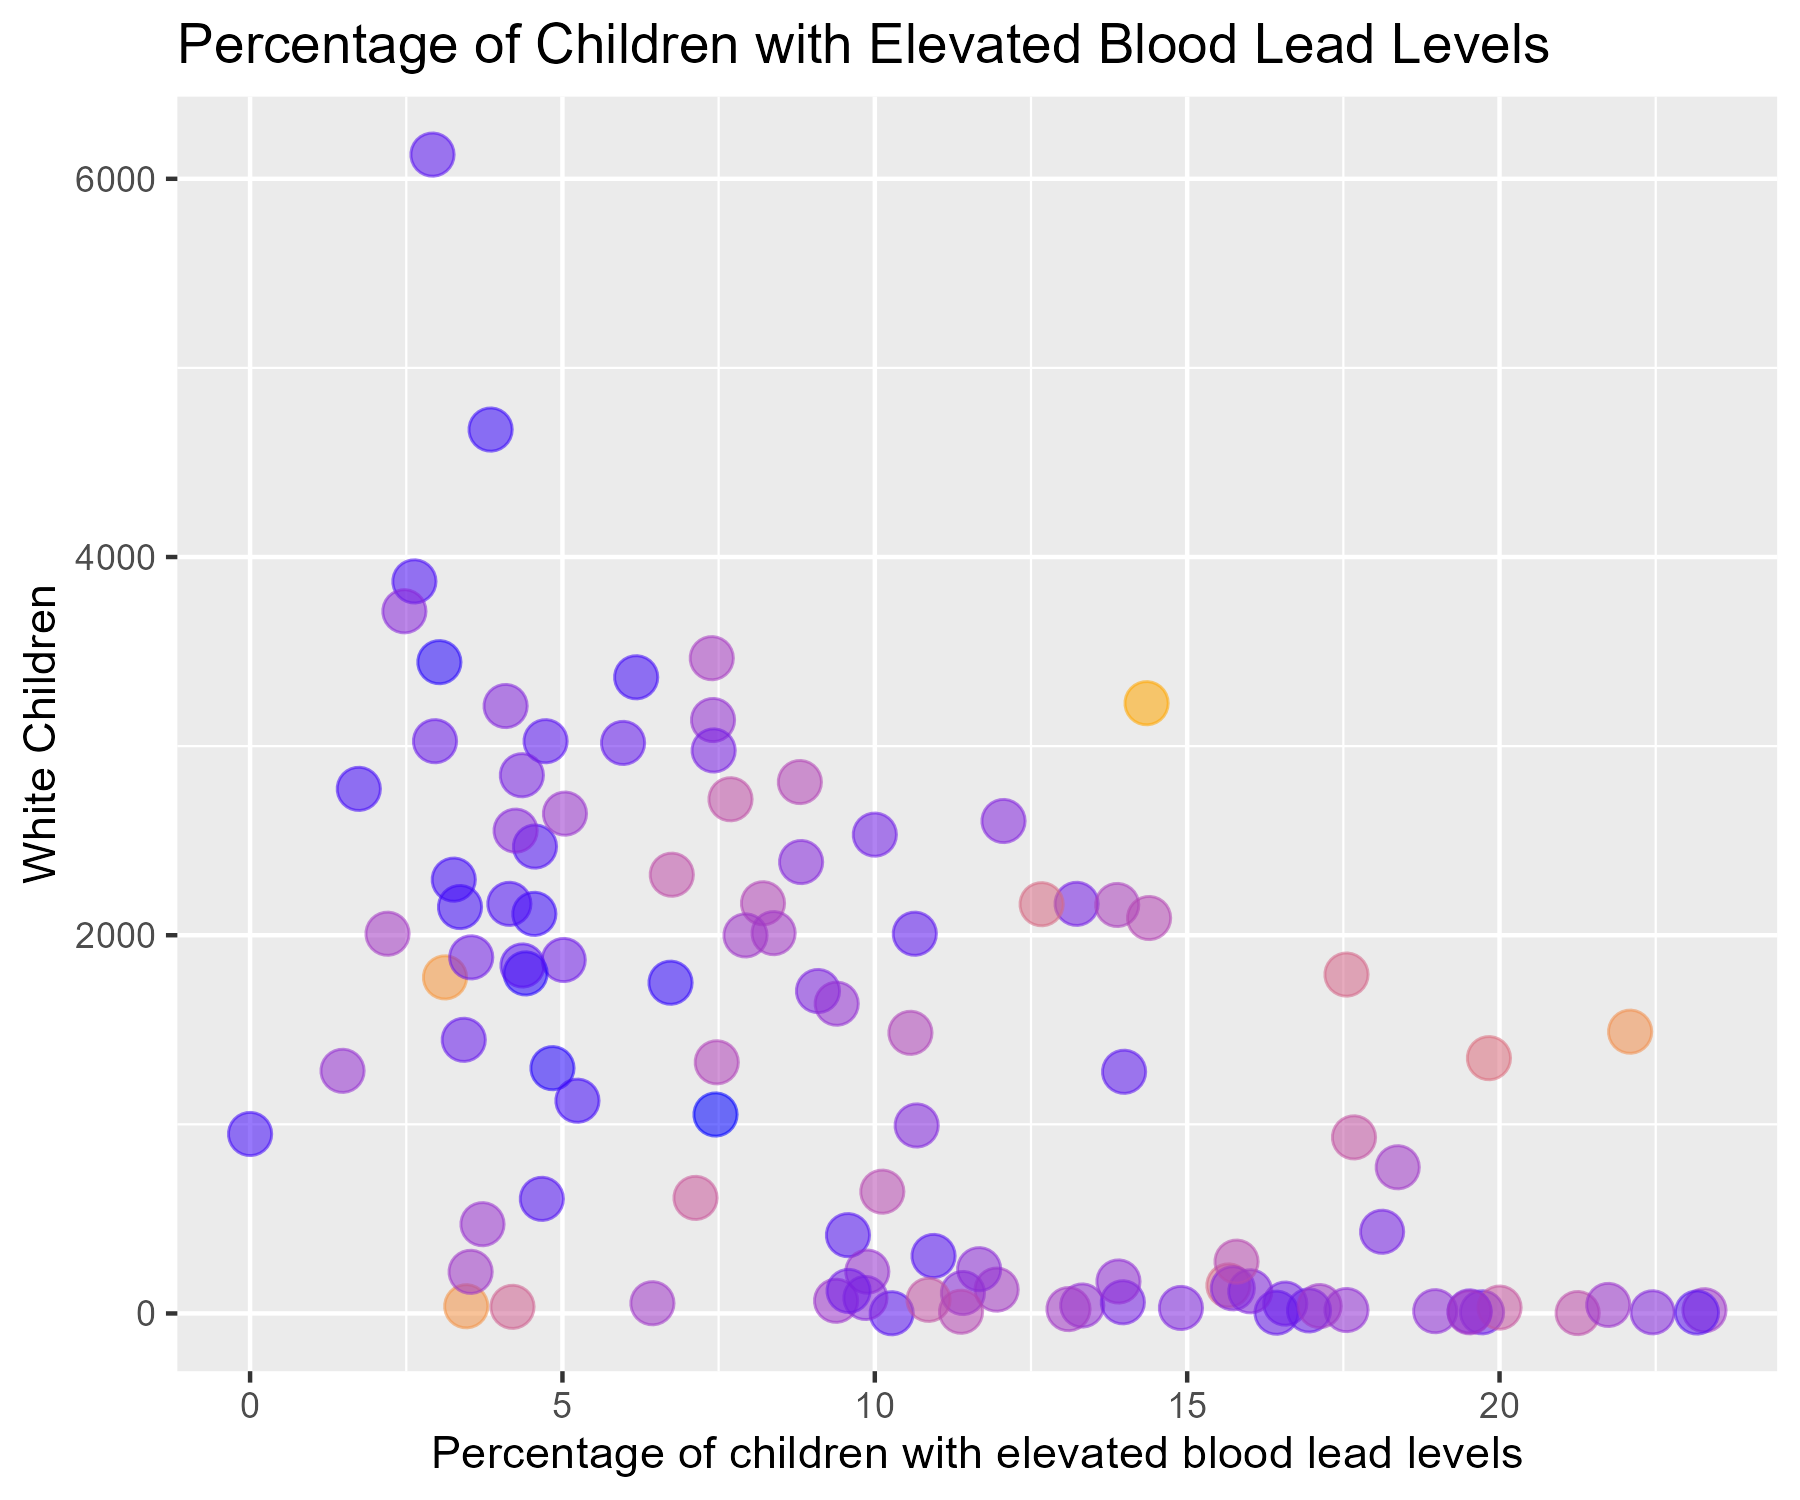 Percentage of Children with Elevated Blood Lead Levels
White Children
6000
4000
2000
0
0 5 10 15 20
Percentage of children with elevated blood lead levels